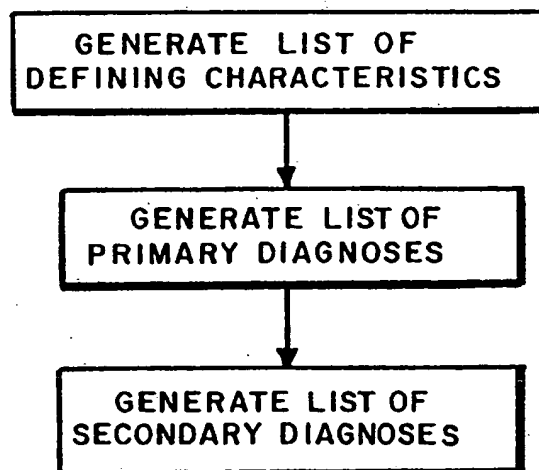 GENERATE LIST OF
DEFINING CHARACTERISTICS
GENERATE LIST OF
PRIMARY DIAGNOSES
GENERATE LIST OF
SECONDARY DIAGNOSES